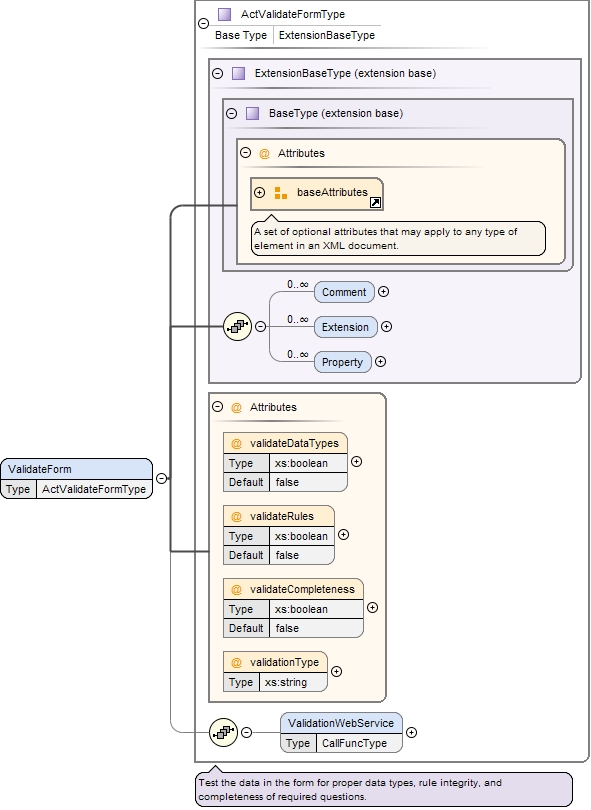 ActValidateFormType
Base Type ExtensionBaseType
ExtensionBaseType (extension base)
BaseType (extension base)
@ Attributes
baseAttributes
A set of optional attributes that may apply to any type of
element in an XML document.
0..∞
Comment
0..∞
Extension
0..∞
Property
@ Attributes
@ validateDataTypes
Type xs:boolean
Default false
ValidateForm
Type ActValidateFormType
@ validateRules
Type xs:boolean
Default false
@ validateCompleteness
Type xs:boolean
Default false
@ validationType
Type xs:string
ValidationWebService
Type CallFuncType
Test the data in the form for proper data types, rule integrity, and
completeness of required questions.